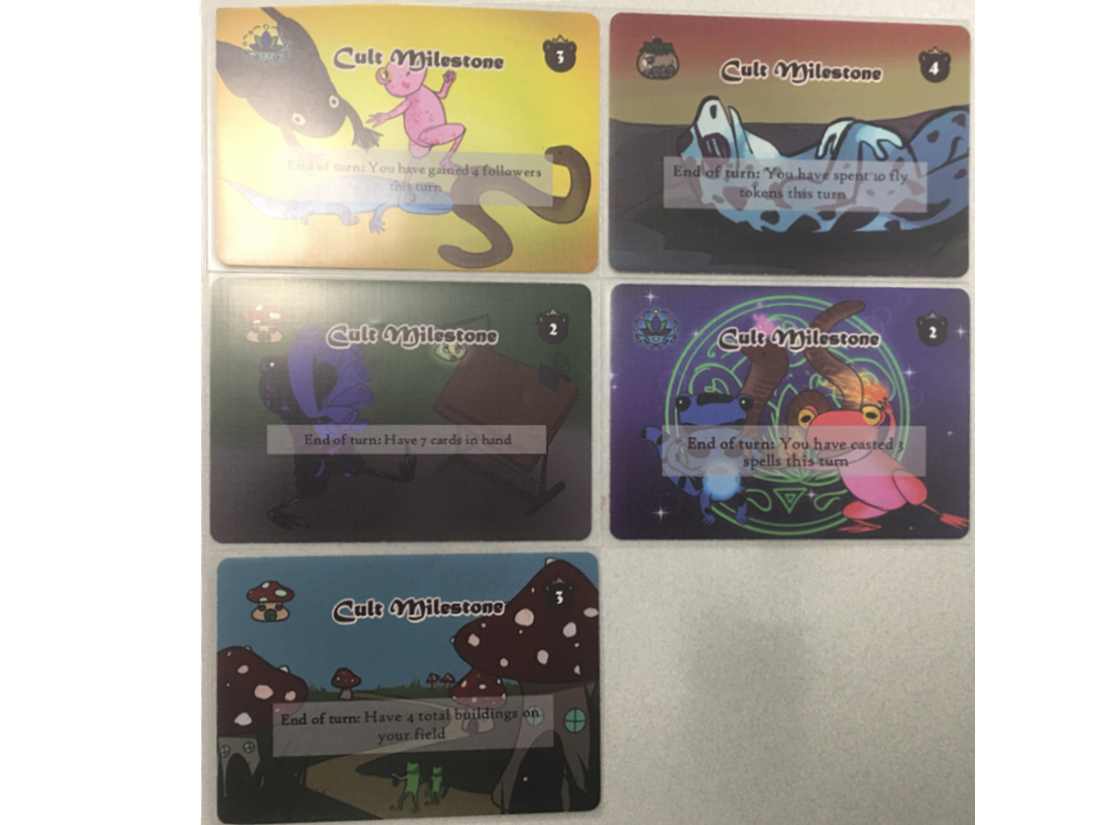 Cult Milestone
3
End of turn: You have gained 4 followers
this turn
Cult Milestone
4
End of turn: You have spent 10 fly
tokens this turn
Cult Milestone
2
End of turn: Have 7 cards in hand
Cult Milestone
2
End of turn: You have casted 3
spells this turn
Cult Milestone
3
End of turn: Have 4 total buildings on
your field